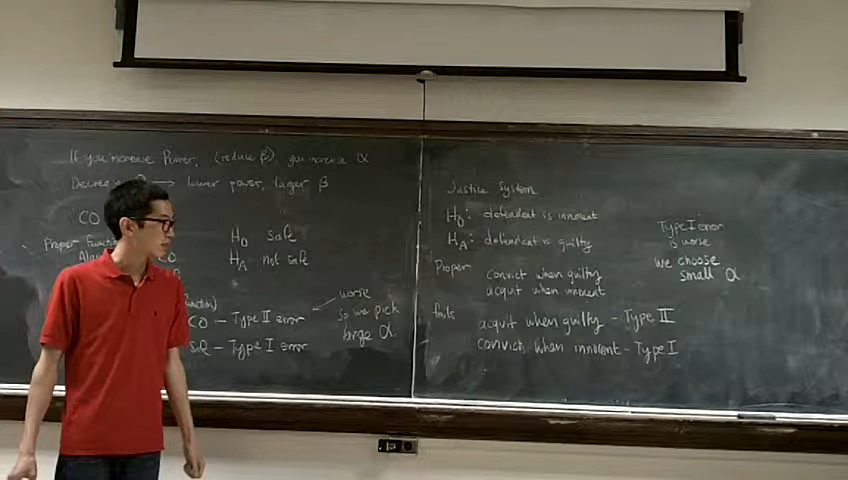 If you increase Power, (reduce β) you increase α
Decrease → lower power, larger β
CO
H₀ safe
Hₐ not safe
Proper Function
CO - Type II error
safe - Type I error
worse
so we pick
large α
Justice System
H₀: defendant is innocent
Hₐ: defendant is guilty
Proper
convict when guilty
acquit when innocent
fails
acquit when guilty - Type II
convict when innocent - Type I
Type I error
is worse
we choose
small α